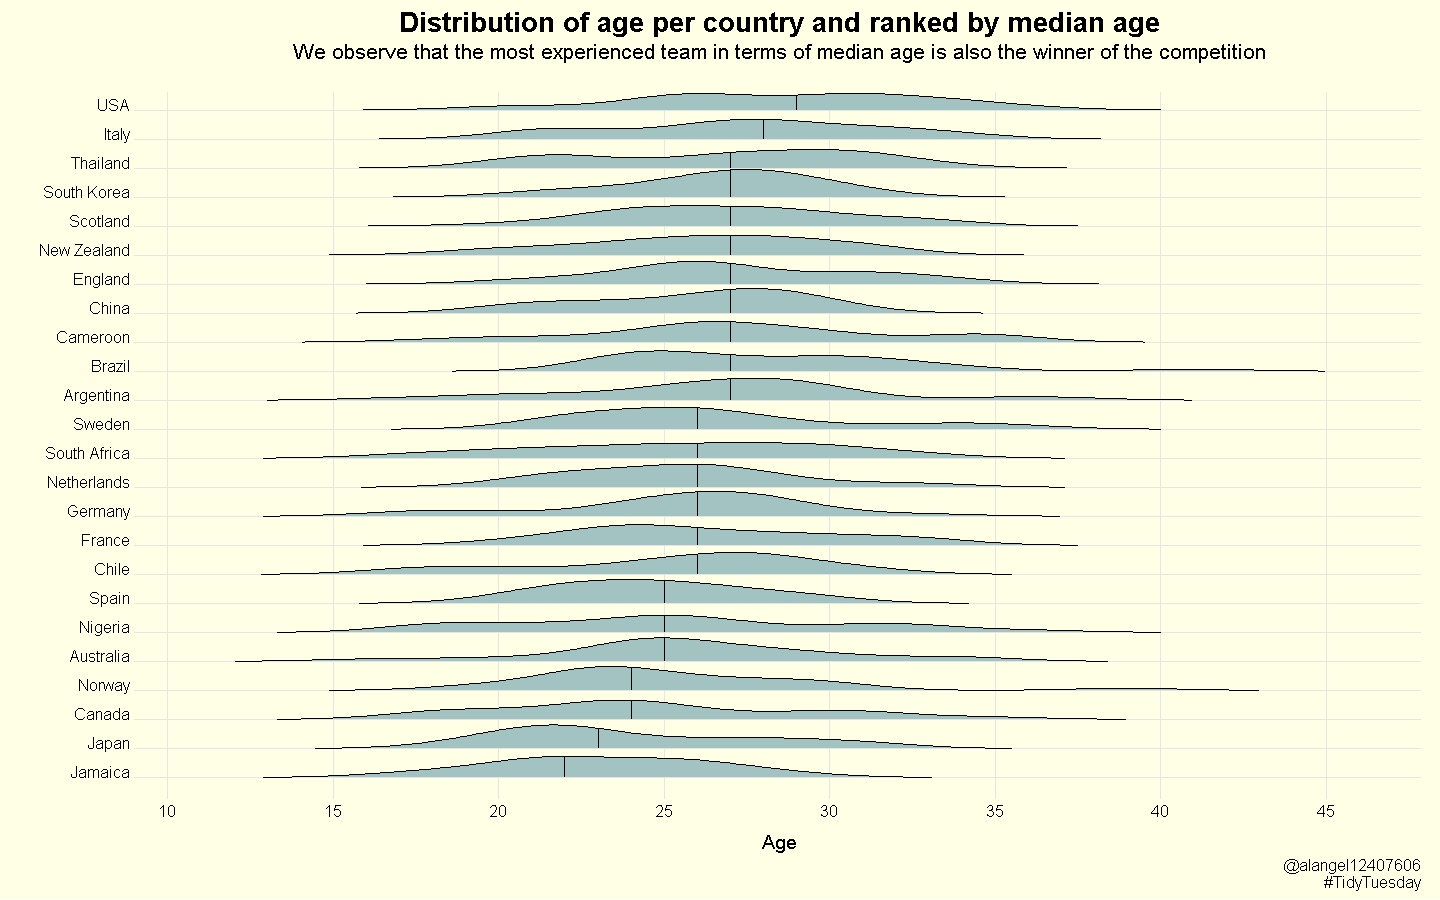 Distribution of age per country and ranked by median age
We observe that the most experienced team in terms of median age is also the winner of the competition
USA
Italy
Thailand
South Korea
Scotland
New Zealand
England
China
Cameroon
Brazil
Argentina
Sweden
South Africa
Netherlands
Germany
France
Chile
Spain
Nigeria
Australia
Norway
Canada
Japan
Jamaica
10 15 20 25 30 35 40 45
Age
@alangel12407606
#TidyTuesday